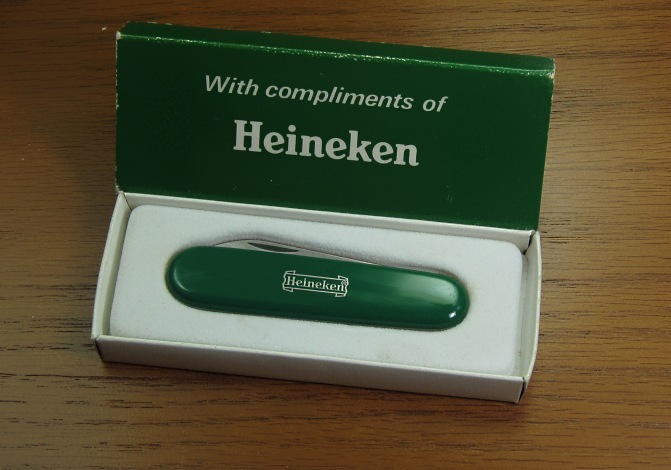 With compliments of
Heineken
Heineken